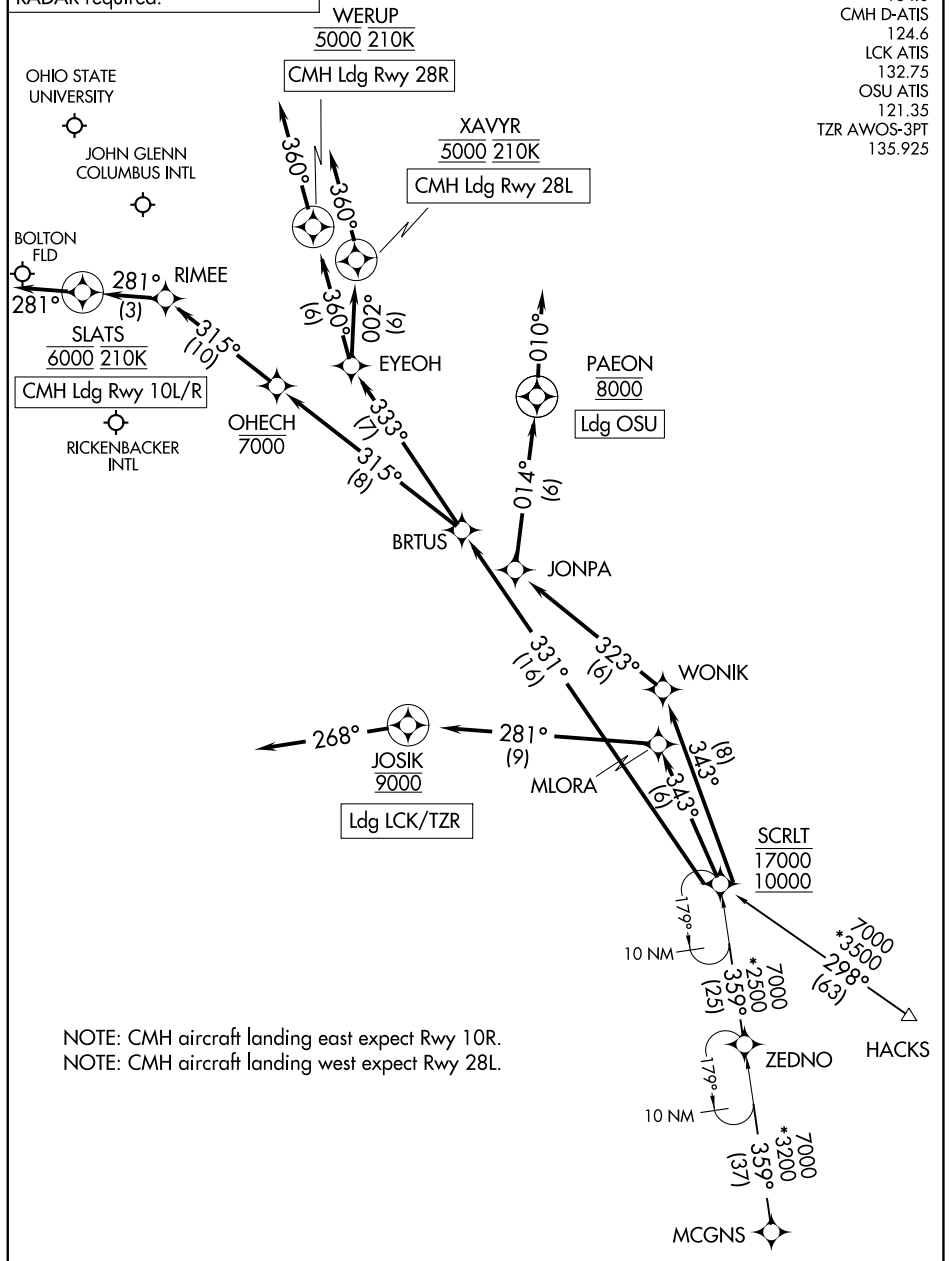 RADAR required.
CMH D-ATIS
124.6
LCK ATIS
132.75
OSU ATIS
121.35
TZR AWOS-3PT
135.925
WERUP
5000 210K
CMH Ldg Rwy 28R
XAVYR
5000 210K
CMH Ldg Rwy 28L
OHIO STATE
UNIVERSITY
JOHN GLENN
COLUMBUS INTL
BOLTON
FLD
360°
360°
281°
281°
(3)
RIMEE
SLATS
6000 210K
CMH Ldg Rwy 10L/R
RICKENBACKER
INTL
315°
(10)
OHECH
7000
360°
(6)
002°
(6)
EYEOH
333°
(7)
315°
(8)
010°
PAEON
8000
Ldg OSU
014°
(6)
BRTUS
JONPA
331°
(16)
323°
(6)
WONIK
268°
JOSIK
9000
Ldg LCK/TZR
281°
(9)
MLORA
343°
(8)
343°
(6)
SCRLT
17000
10000
179°
10 NM
7000
*3500
298°
(63)
HACKS
7000
*2500
359°
(25)
ZEDNO
179°
10 NM
7000
*3200
359°
(37)
MCGNS
NOTE: CMH aircraft landing east expect Rwy 10R.
NOTE: CMH aircraft landing west expect Rwy 28L.